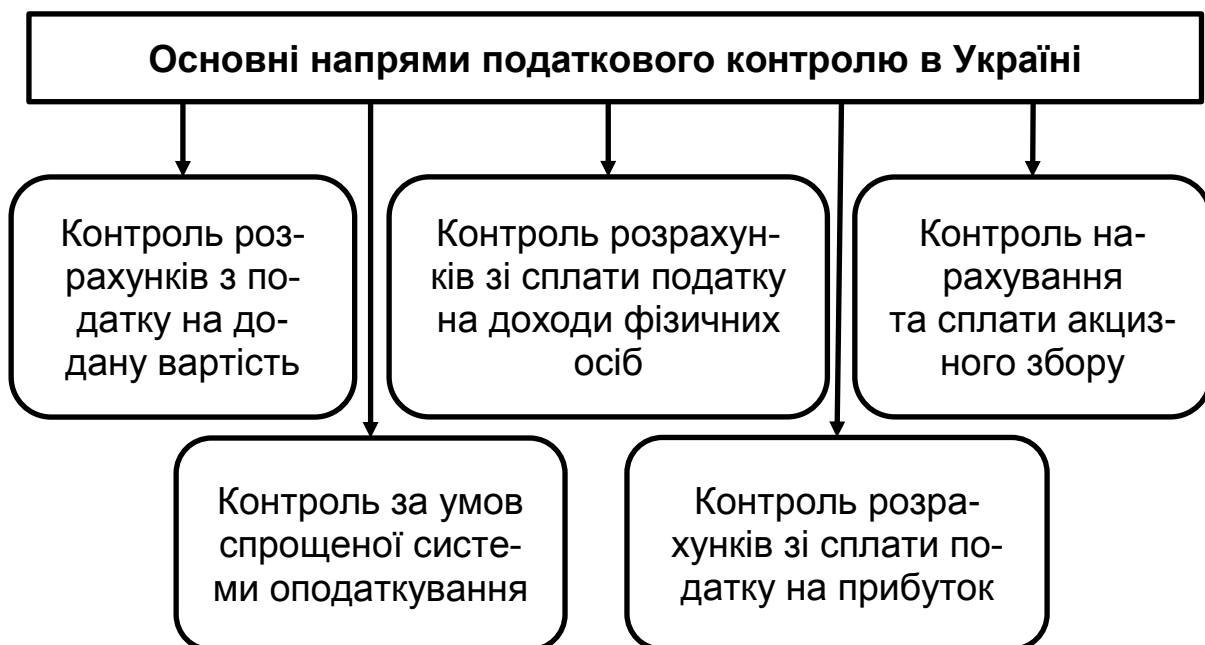 Основні напрями податкового контролю в Україні
Контроль роз-
рахунків з по-
датку на до-
дану вартість
Контроль розрахун-
ків зі сплати податку
на доходи фізичних
осіб
Контроль на-
рахування
та сплати акциз-
ного збору
Контроль за умов
спрощеної систе-
ми оподаткування
Контроль розра-
хунків зі сплати по-
датку на прибуток